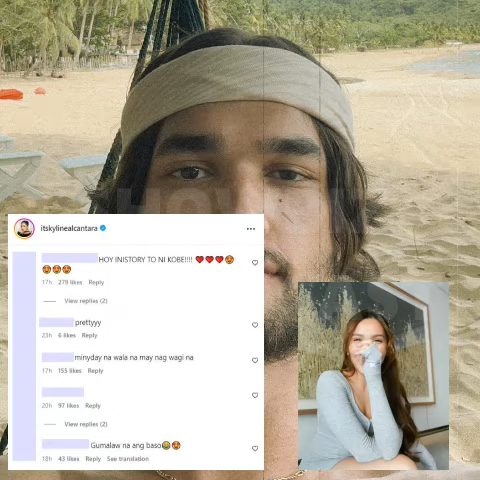 itskylinealcantara
HOY INISTORY TO NI KOBE!!!! ❤️❤️❤️🥰
🥰🥰🥰
17h 279 likes Reply
View replies (2)
prettyyy
23h 6 likes Reply
minyday na wala na may nag wagi na
17h 155 likes Reply
20h 97 likes Reply
View replies (2)
Gumalaw na ang baso😂🥰
18h 43 likes Reply See translation